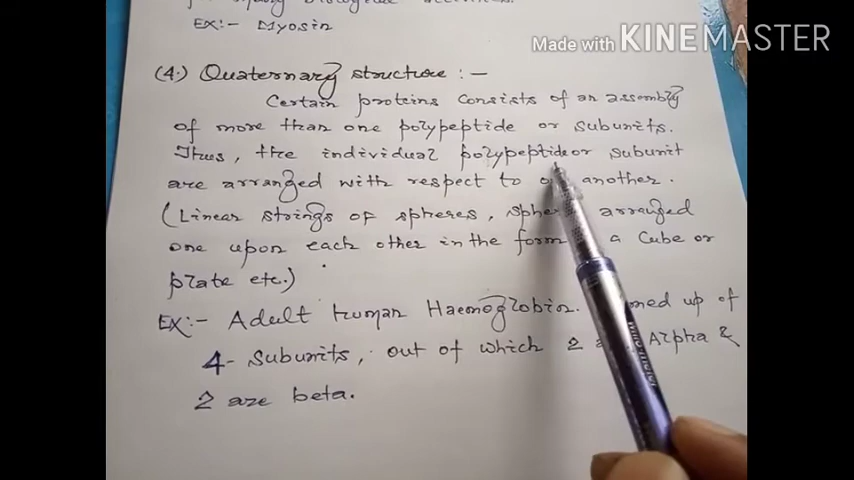 Ex:- Myosin
Made with KINEMASTER
(4.) Quaternary structure :-
Certain proteins consists of an assembly
of more than one polypeptide or subunits.
Thus, the individual polypeptide or subunit
are arranged with respect to another.
(Linear strings of spheres, arranged
one upon each other in the form a cube or
plate etc.)
Ex:- Adult human Haemoglobin. up of
4- subunits, out of which 2 Alpha &
2 are beta.